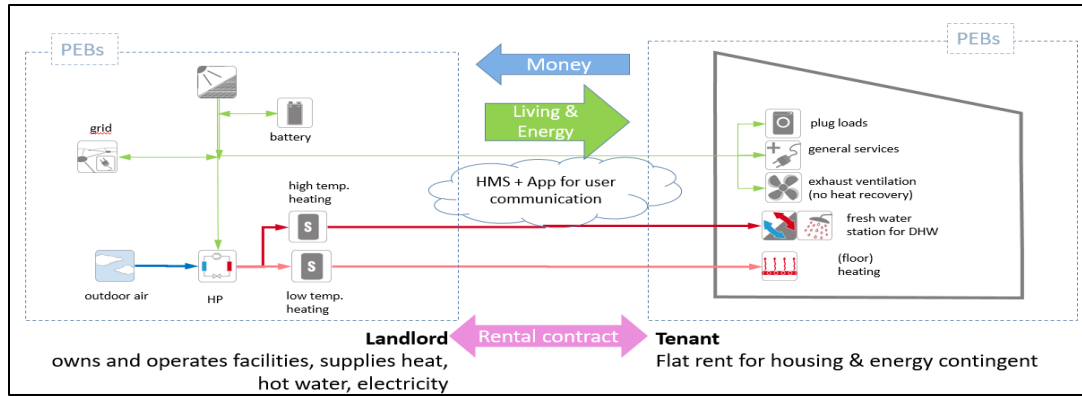 PEBs
PEBs
Money
Living &
Energy
grid
battery
plug loads
general services
HMS + App for user
communication
exhaust ventilation
(no heat recovery)
high temp.
heating
S
fresh water
station for DHW
S
(floor)
heating
outdoor air
HP
low temp.
heating
Landlord
owns and operates facilities, supplies heat,
hot water, electricity
Rental contract
Tenant
Flat rent for housing & energy contingent